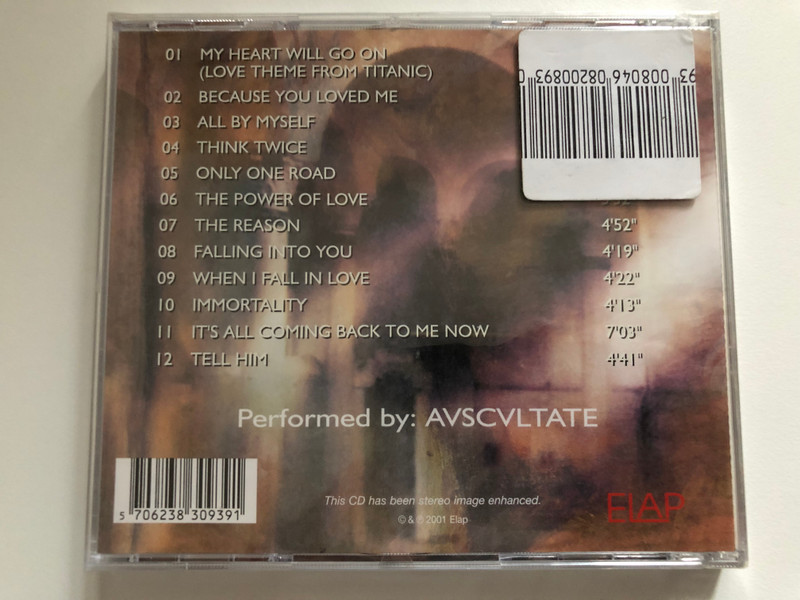 01 MY HEART WILL GO ON
(LOVE THEME FROM TITANIC)
02 BECAUSE YOU LOVED ME
03 ALL BY MYSELF
04 THINK TWICE
05 ONLY ONE ROAD
06 THE POWER OF LOVE
07 THE REASON 4'52"
08 FALLING INTO YOU 4'19"
09 WHEN I FALL IN LOVE 4'22"
10 IMMORTALITY 4'13"
11 IT'S ALL COMING BACK TO ME NOW 7'03"
12 TELL HIM 4'41"
Performed by: AVSCVLTATE
This CD has been stereo image enhanced.
© & ℗ 2001 Elap
ElAP
5 706238 309391
008046
08200893